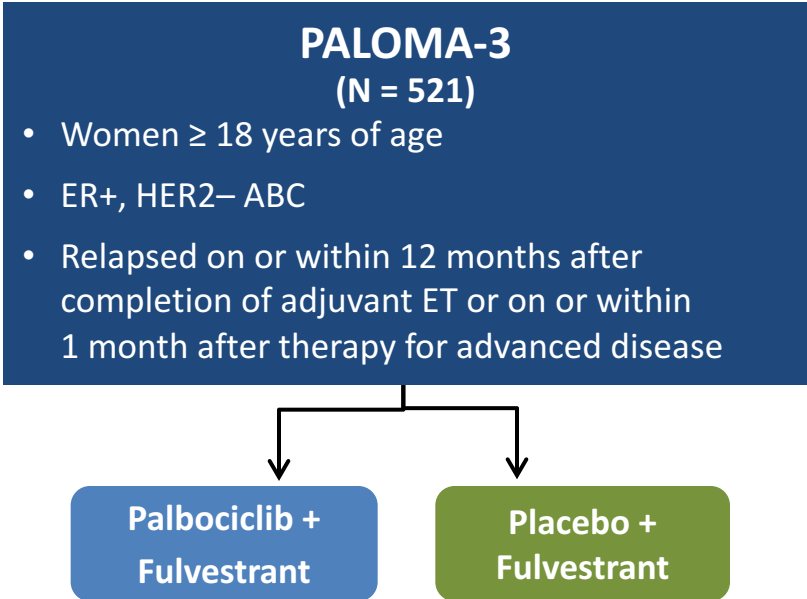 PALOMA-3
(N = 521)
• Women ≥ 18 years of age
• ER+, HER2– ABC
• Relapsed on or within 12 months after
completion of adjuvant ET or on or within
1 month after therapy for advanced disease
Palbociclib +
Fulvestrant
Placebo +
Fulvestrant